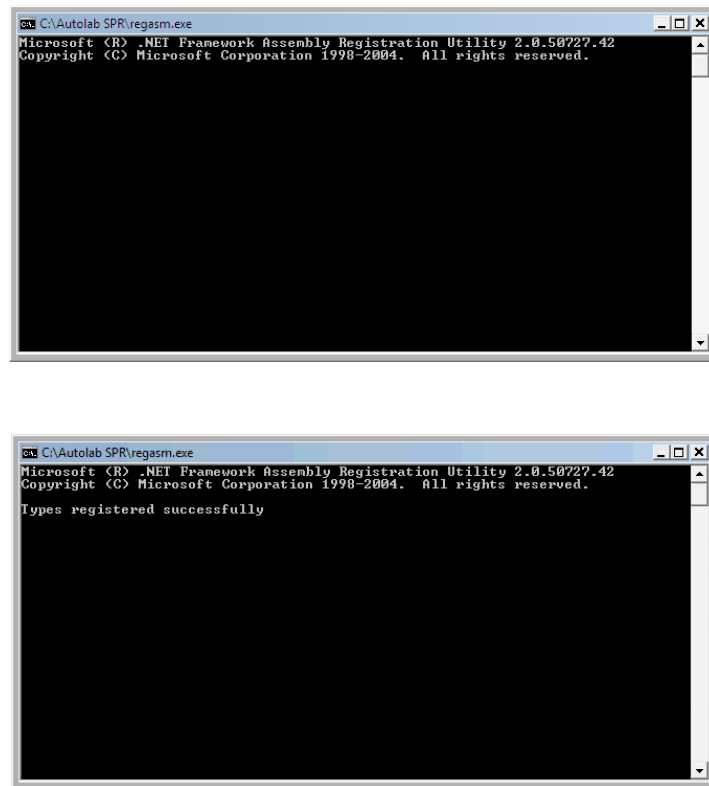 C:\Autolab SPR\regasm.exe
Microsoft (R) .NET Framework Assembly Registration Utility 2.0.50727.42
Copyright (C) Microsoft Corporation 1998-2004.  All rights reserved.
C:\Autolab SPR\regasm.exe
Microsoft (R) .NET Framework Assembly Registration Utility 2.0.50727.42
Copyright (C) Microsoft Corporation 1998-2004.  All rights reserved.
Types registered successfully